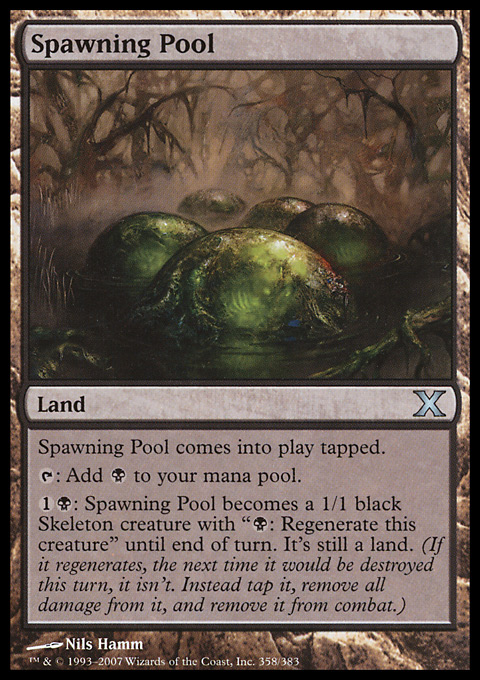 Spawning Pool
Land
X
Spawning Pool comes into play tapped.
: Add to your mana pool.
1 : Spawning Pool becomes a 1/1 black
Skeleton creature with “: Regenerate this
creature” until end of turn. It’s still a land. (If
it regenerates, the next time it would be destroyed
this turn, it isn’t. Instead tap it, remove all
damage from it, and remove it from combat.)
Nils Hamm
™ & © 1993–2007 Wizards of the Coast, Inc. 358/383